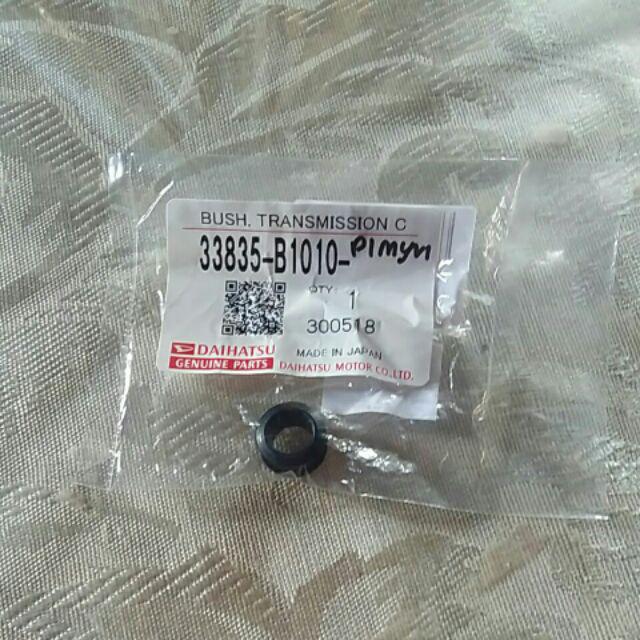 BUSH, TRANSMISSION C
33835-B1010-
QTY: 1
300518
MADE IN JAPAN
DAIHATSU
GENUINE PARTS DAIHATSU MOTOR CO.,LTD.